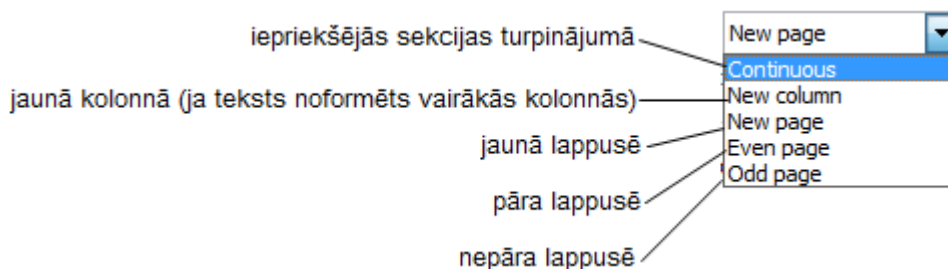 iepriekšējās sekcijas turpinājumā
New page
Continuous
jaunā kolonnā (ja teksts noformēts vairākās kolonnās)
New column
jaunā lappusē
New page
pāra lappusē
Even page
nepāra lappusē
Odd page